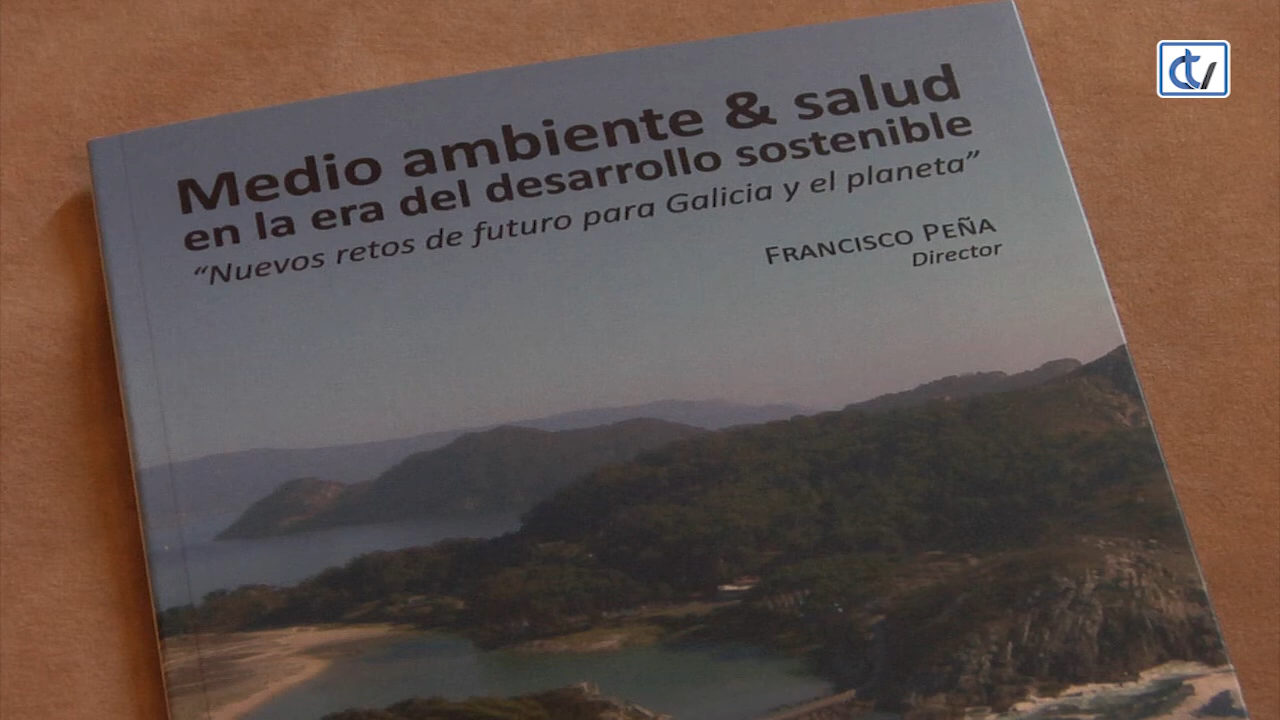 Medio ambiente & salud
en la era del desarrollo sostenible
“Nuevos retos de futuro para Galicia y el planeta”
FRANCISCO PEÑA
Director
CTV